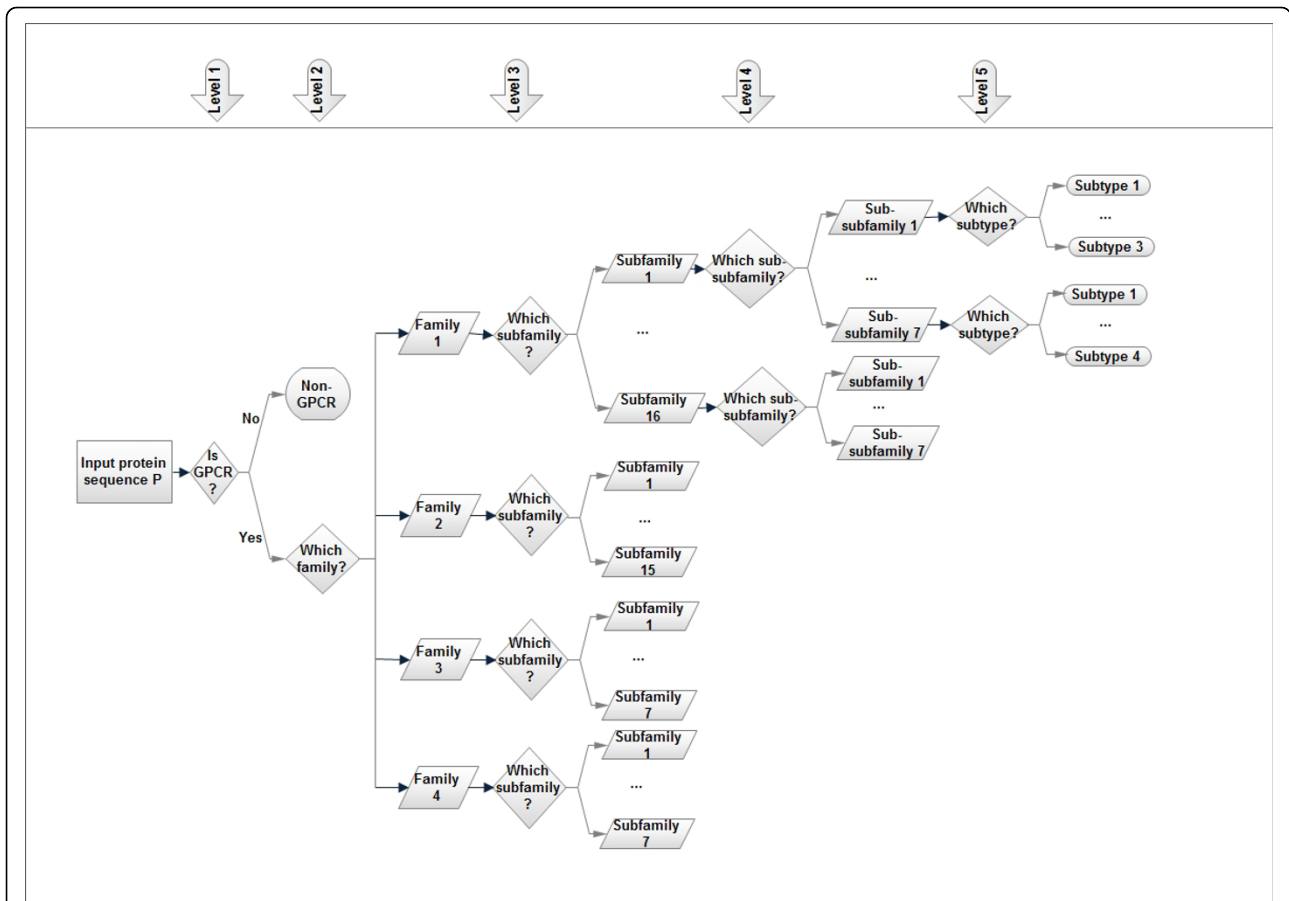 Level 1
Level 2
Level 3
Level 4
Level 5
Input protein
sequence P
Is
GPCR
?
No
Yes
Non-
GPCR
Which
family?
Family
1
Which
subfamily
?
Subfamily
1
...
Subfamily
16
Which sub-
subfamily?
Sub-
subfamily 1
...
Sub-
subfamily 7
Which
subtype?
Subtype 1
...
Subtype 3
Which
subtype?
Subtype 1
...
Subtype 4
Which sub-
subfamily?
Sub-
subfamily 1
...
Sub-
subfamily 7
Family
2
Which
subfamily
?
Subfamily
1
...
Subfamily
15
Family
3
Which
subfamily
?
Subfamily
1
...
Subfamily
7
Family
4
Which
subfamily
?
Subfamily
1
...
Subfamily
7